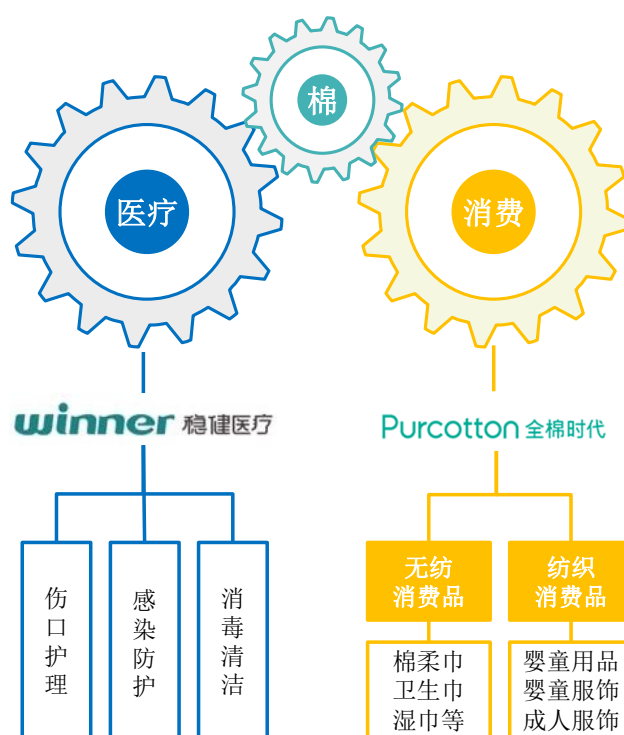 棉
医疗
消费
winner 稳健医疗
Purcotton 全棉时代
伤口护理
感染防护
消毒清洁
无纺
消费品
棉柔巾
卫生巾
湿巾等
纺织
消费品
婴童用品
婴童服饰
成人服饰